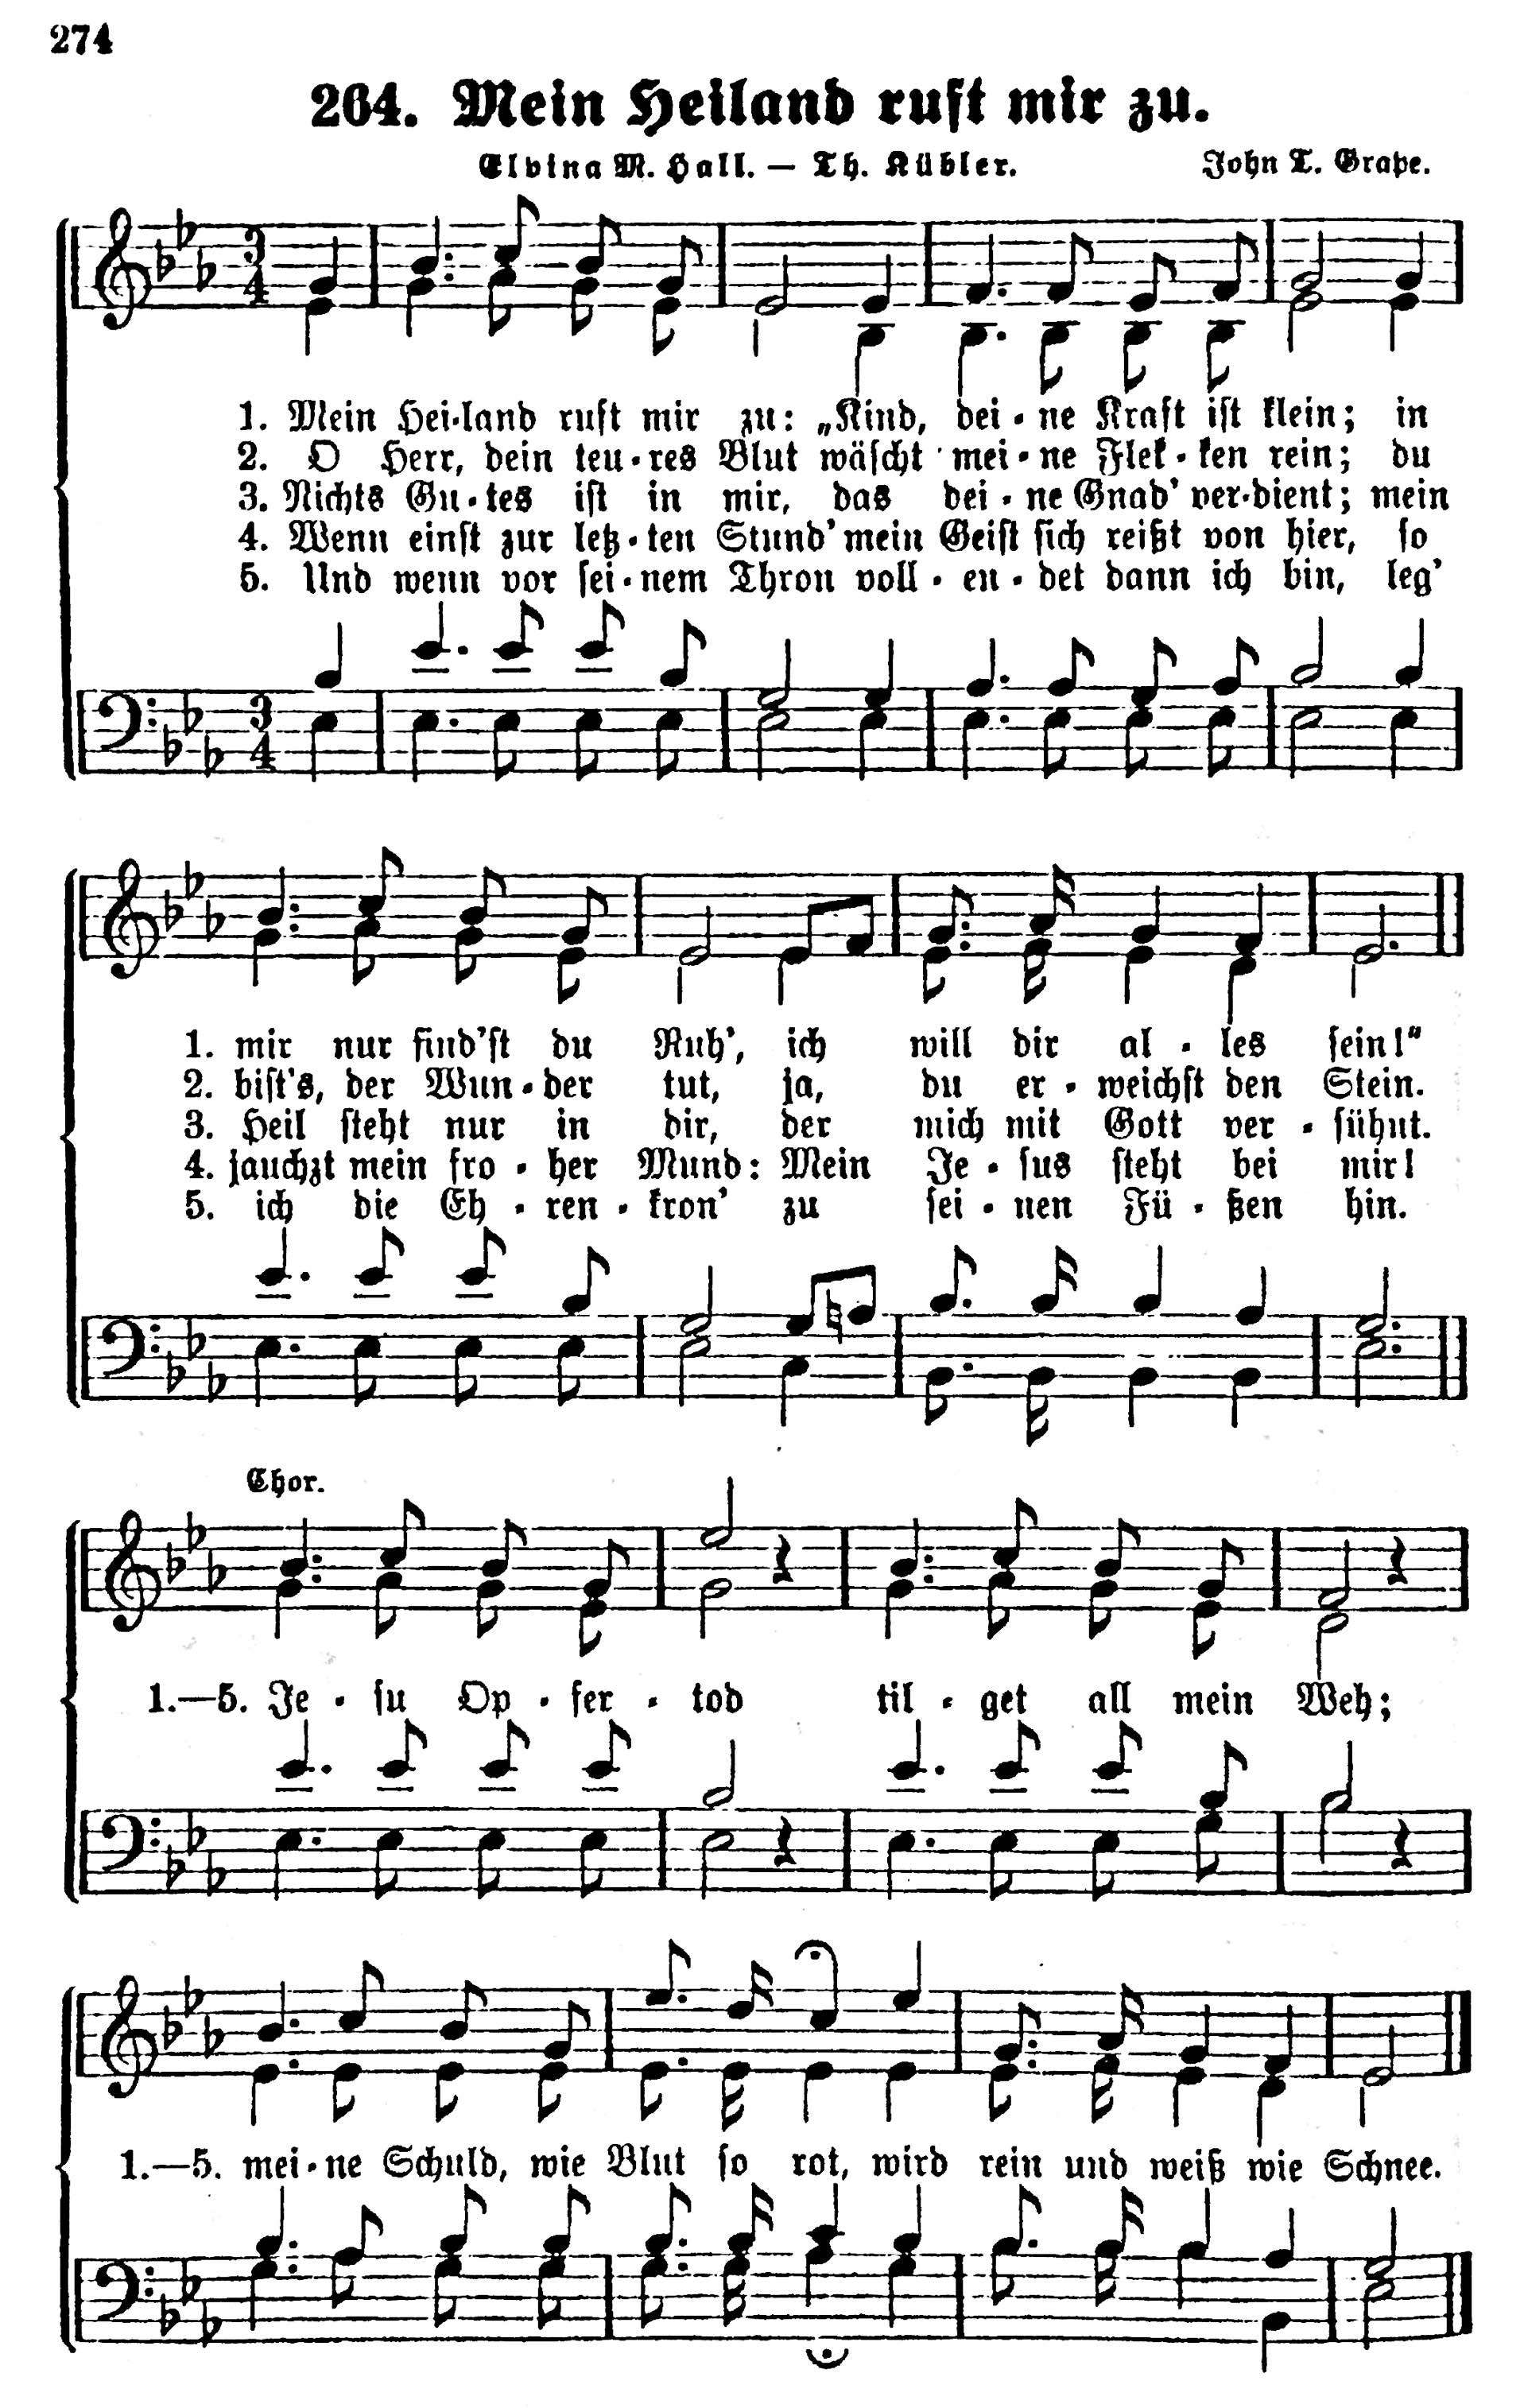 274
264. Mein Heiland ruft mir zu.
Elvina M. Hall. — Th. Kübler. John T. Grape.
1. Mein Hei-land ruft mir zu: „Kind, dei-ne Kraft ist klein; in
2. O Herr, dein teu-res Blut wäscht mei-ne Flek-ken rein; du
3. Nichts Gu-tes ist in mir, das dei-ne Gnad' ver-dient; mein
4. Wenn einst zur letz-ten Stund' mein Geist sich reißt von hier, so
5. Und wenn vor sei-nem Thron voll-en-det dann ich bin, leg'
1. mir nur find'st du Ruh', ich will dir al-les sein!"
2. bist's, der Wun-der tut, ja, du er-weichst den Stein.
3. Heil steht nur in dir, der mich mit Gott ver-sühnt.
4. jauchzt mein fro-her Mund: Mein Je-sus steht bei mir!
5. ich die Eh-ren-kron' zu sei-nen Fü-ßen hin.
Chor.
1.—5. Je-su Op-fer-tod til-get all mein Weh;
1.—5. mei-ne Schuld, wie Blut so rot, wird rein und weiß wie Schnee.